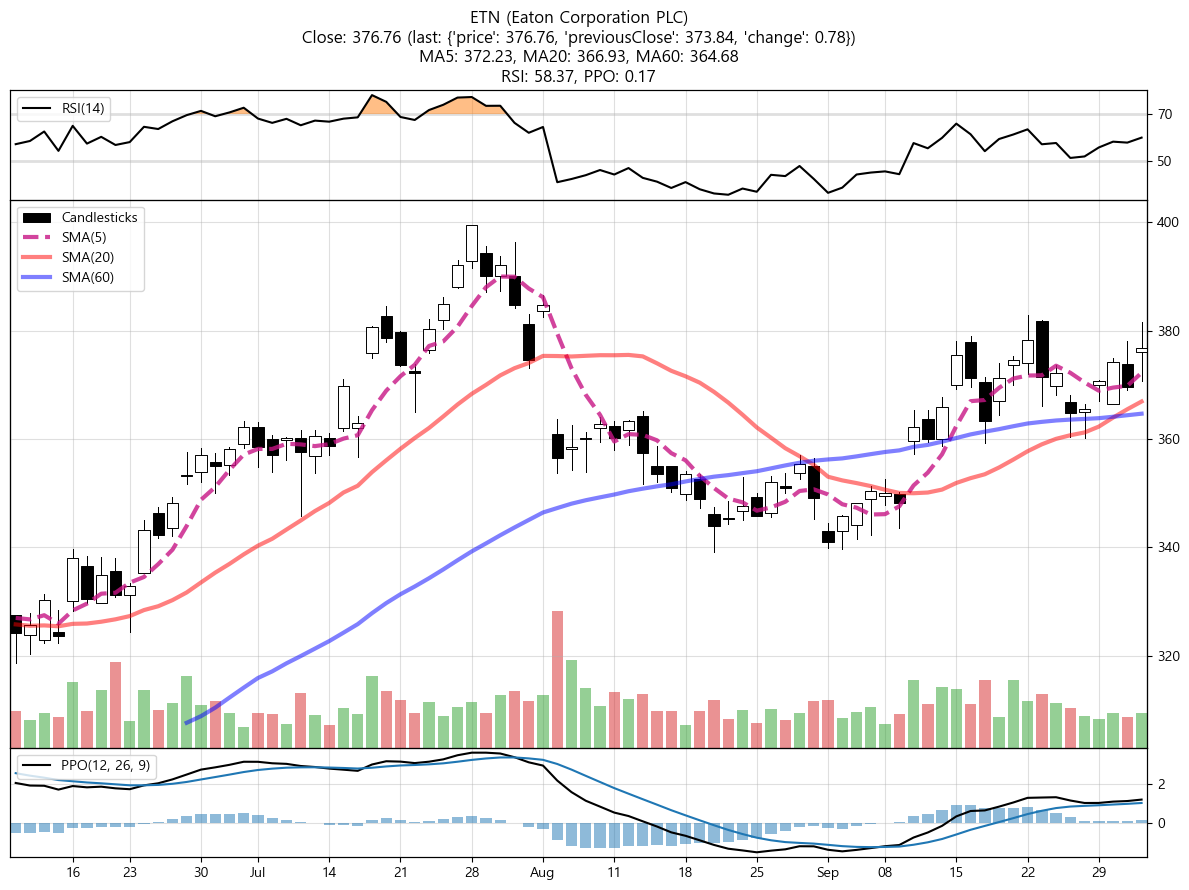 ETN (Eaton Corporation PLC)
Close: 376.76 (last: {'price': 376.76, 'previousClose': 373.84, 'change': 0.78})
MA5: 372.23, MA20: 366.93, MA60: 364.68
RSI: 58.37, PPO: 0.17
RSI(14)
70
50
Candlesticks
SMA(5)
SMA(20)
SMA(60)
400
380
360
340
320
PPO(12, 26, 9)
2
0
16 23 30 Jul 14 21 28 Aug 11 18 25 Sep 08 15 22 29